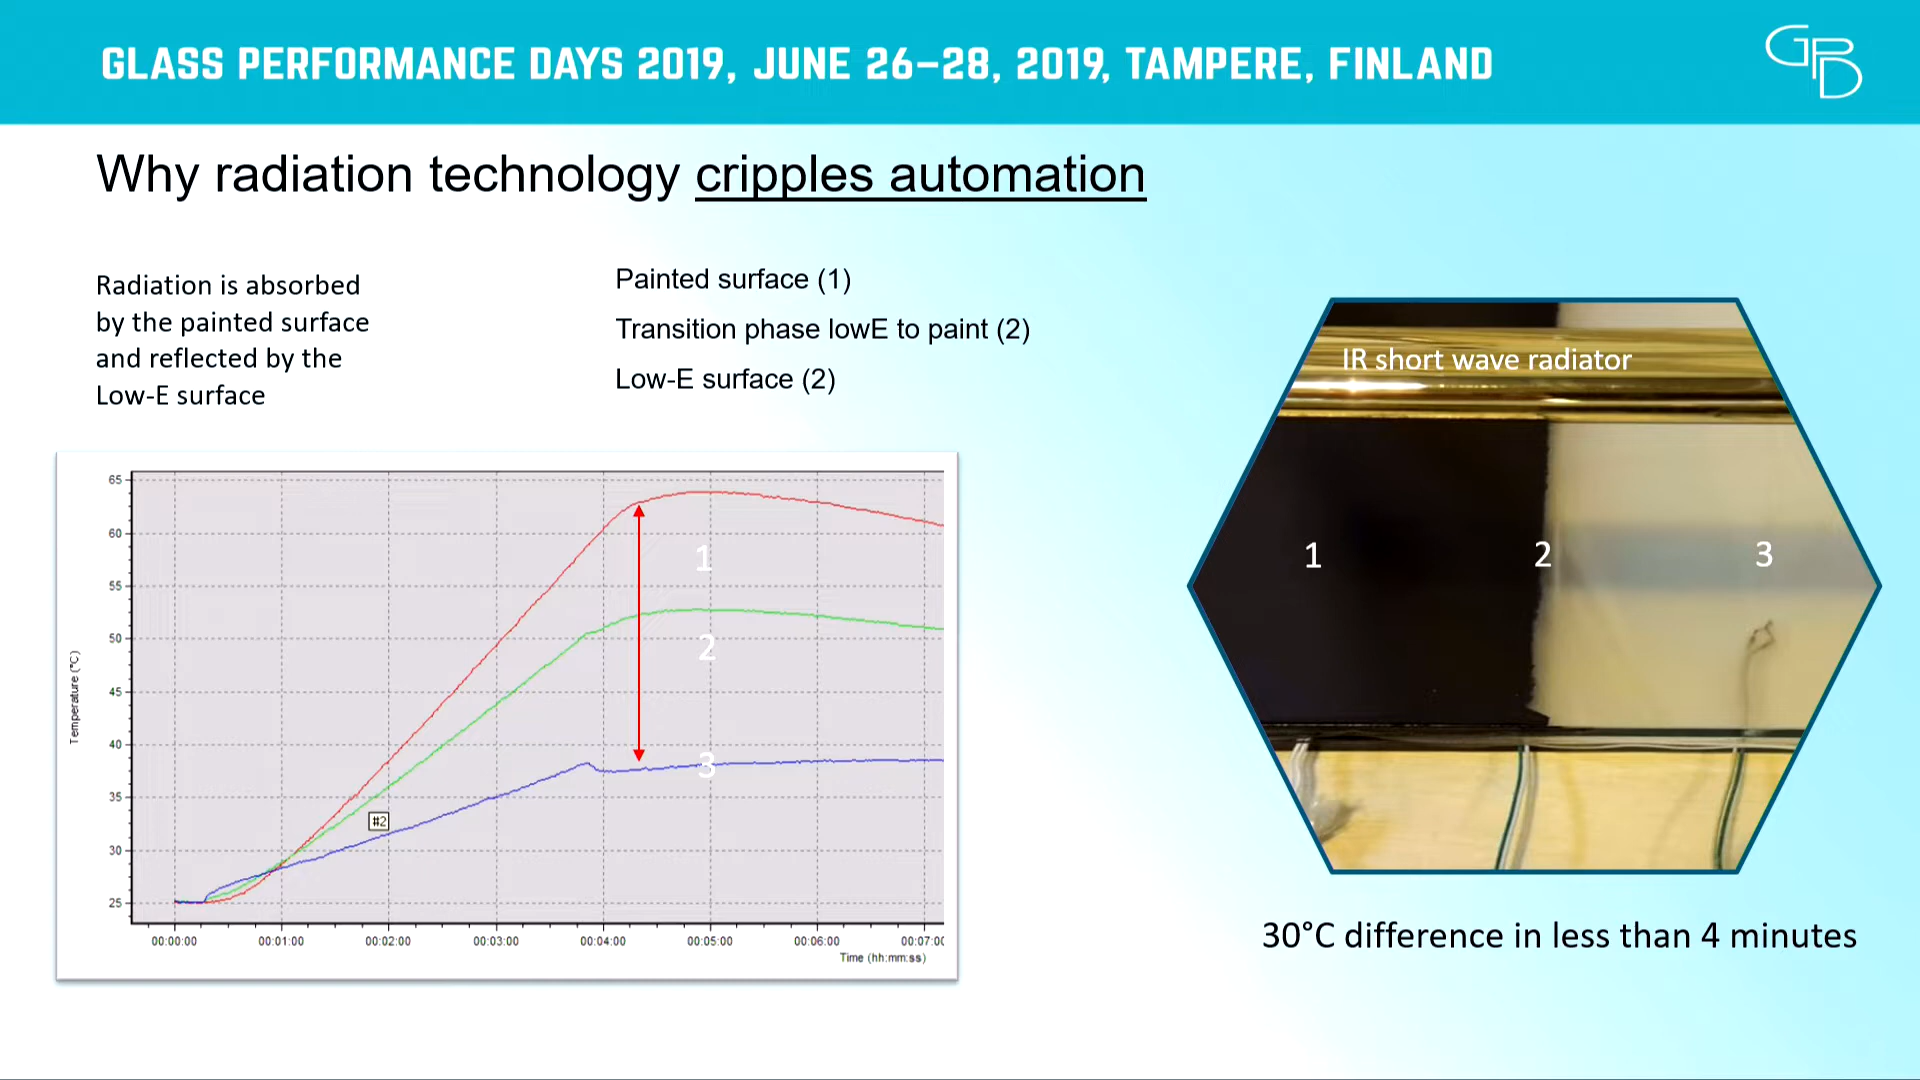 GLASS PERFORMANCE DAYS 2019, JUNE 26–28, 2019, TAMPERE, FINLAND
GPD
Why radiation technology cripples automation
Radiation is absorbed
by the painted surface
and reflected by the
Low-E surface
Painted surface (1)
Transition phase lowE to paint (2)
Low-E surface (2)
IR short wave radiator
1
2
3
65
60
55
50
45
40
35
30
25
Temperature (°C)
1
2
3
#2
00:00:00
00:01:00
00:02:00
00:03:00
00:04:00
00:05:00
00:06:00
00:07:00
Time (hh:mm:ss)
30°C difference in less than 4 minutes